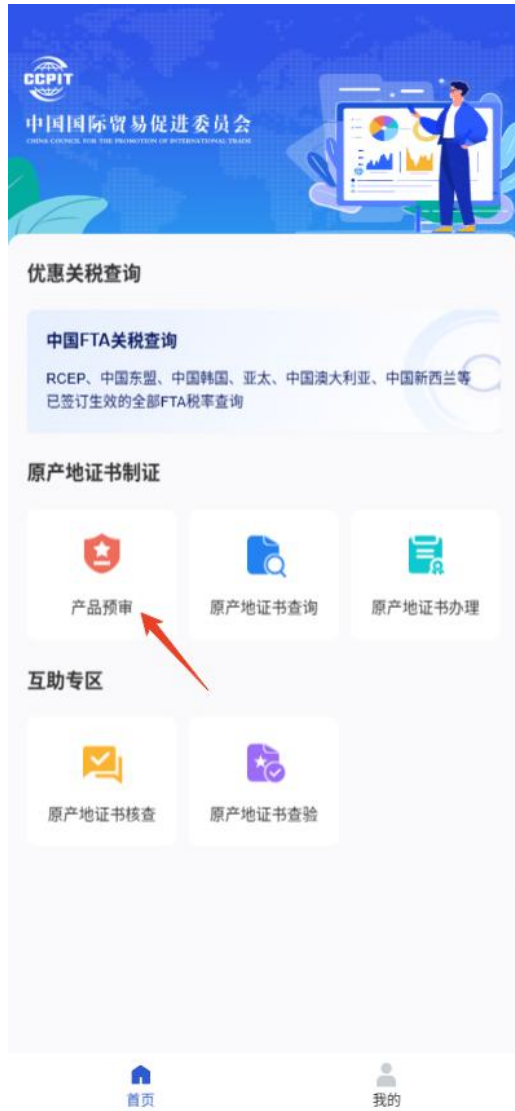 CCPIT
中国国际贸易促进委员会
CHINA COUNCIL FOR THE PROMOTION OF INTERNATIONAL TRADE
优惠关税查询
中国FTA关税查询
RCEP、中国东盟、中国韩国、亚太、中国澳大利亚、中国新西兰等
已签订生效的全部FTA税率查询
原产地证书制证
产品预审
原产地证书查询
原产地证书办理
互助专区
原产地证书核查
原产地证书查验
首页
我的